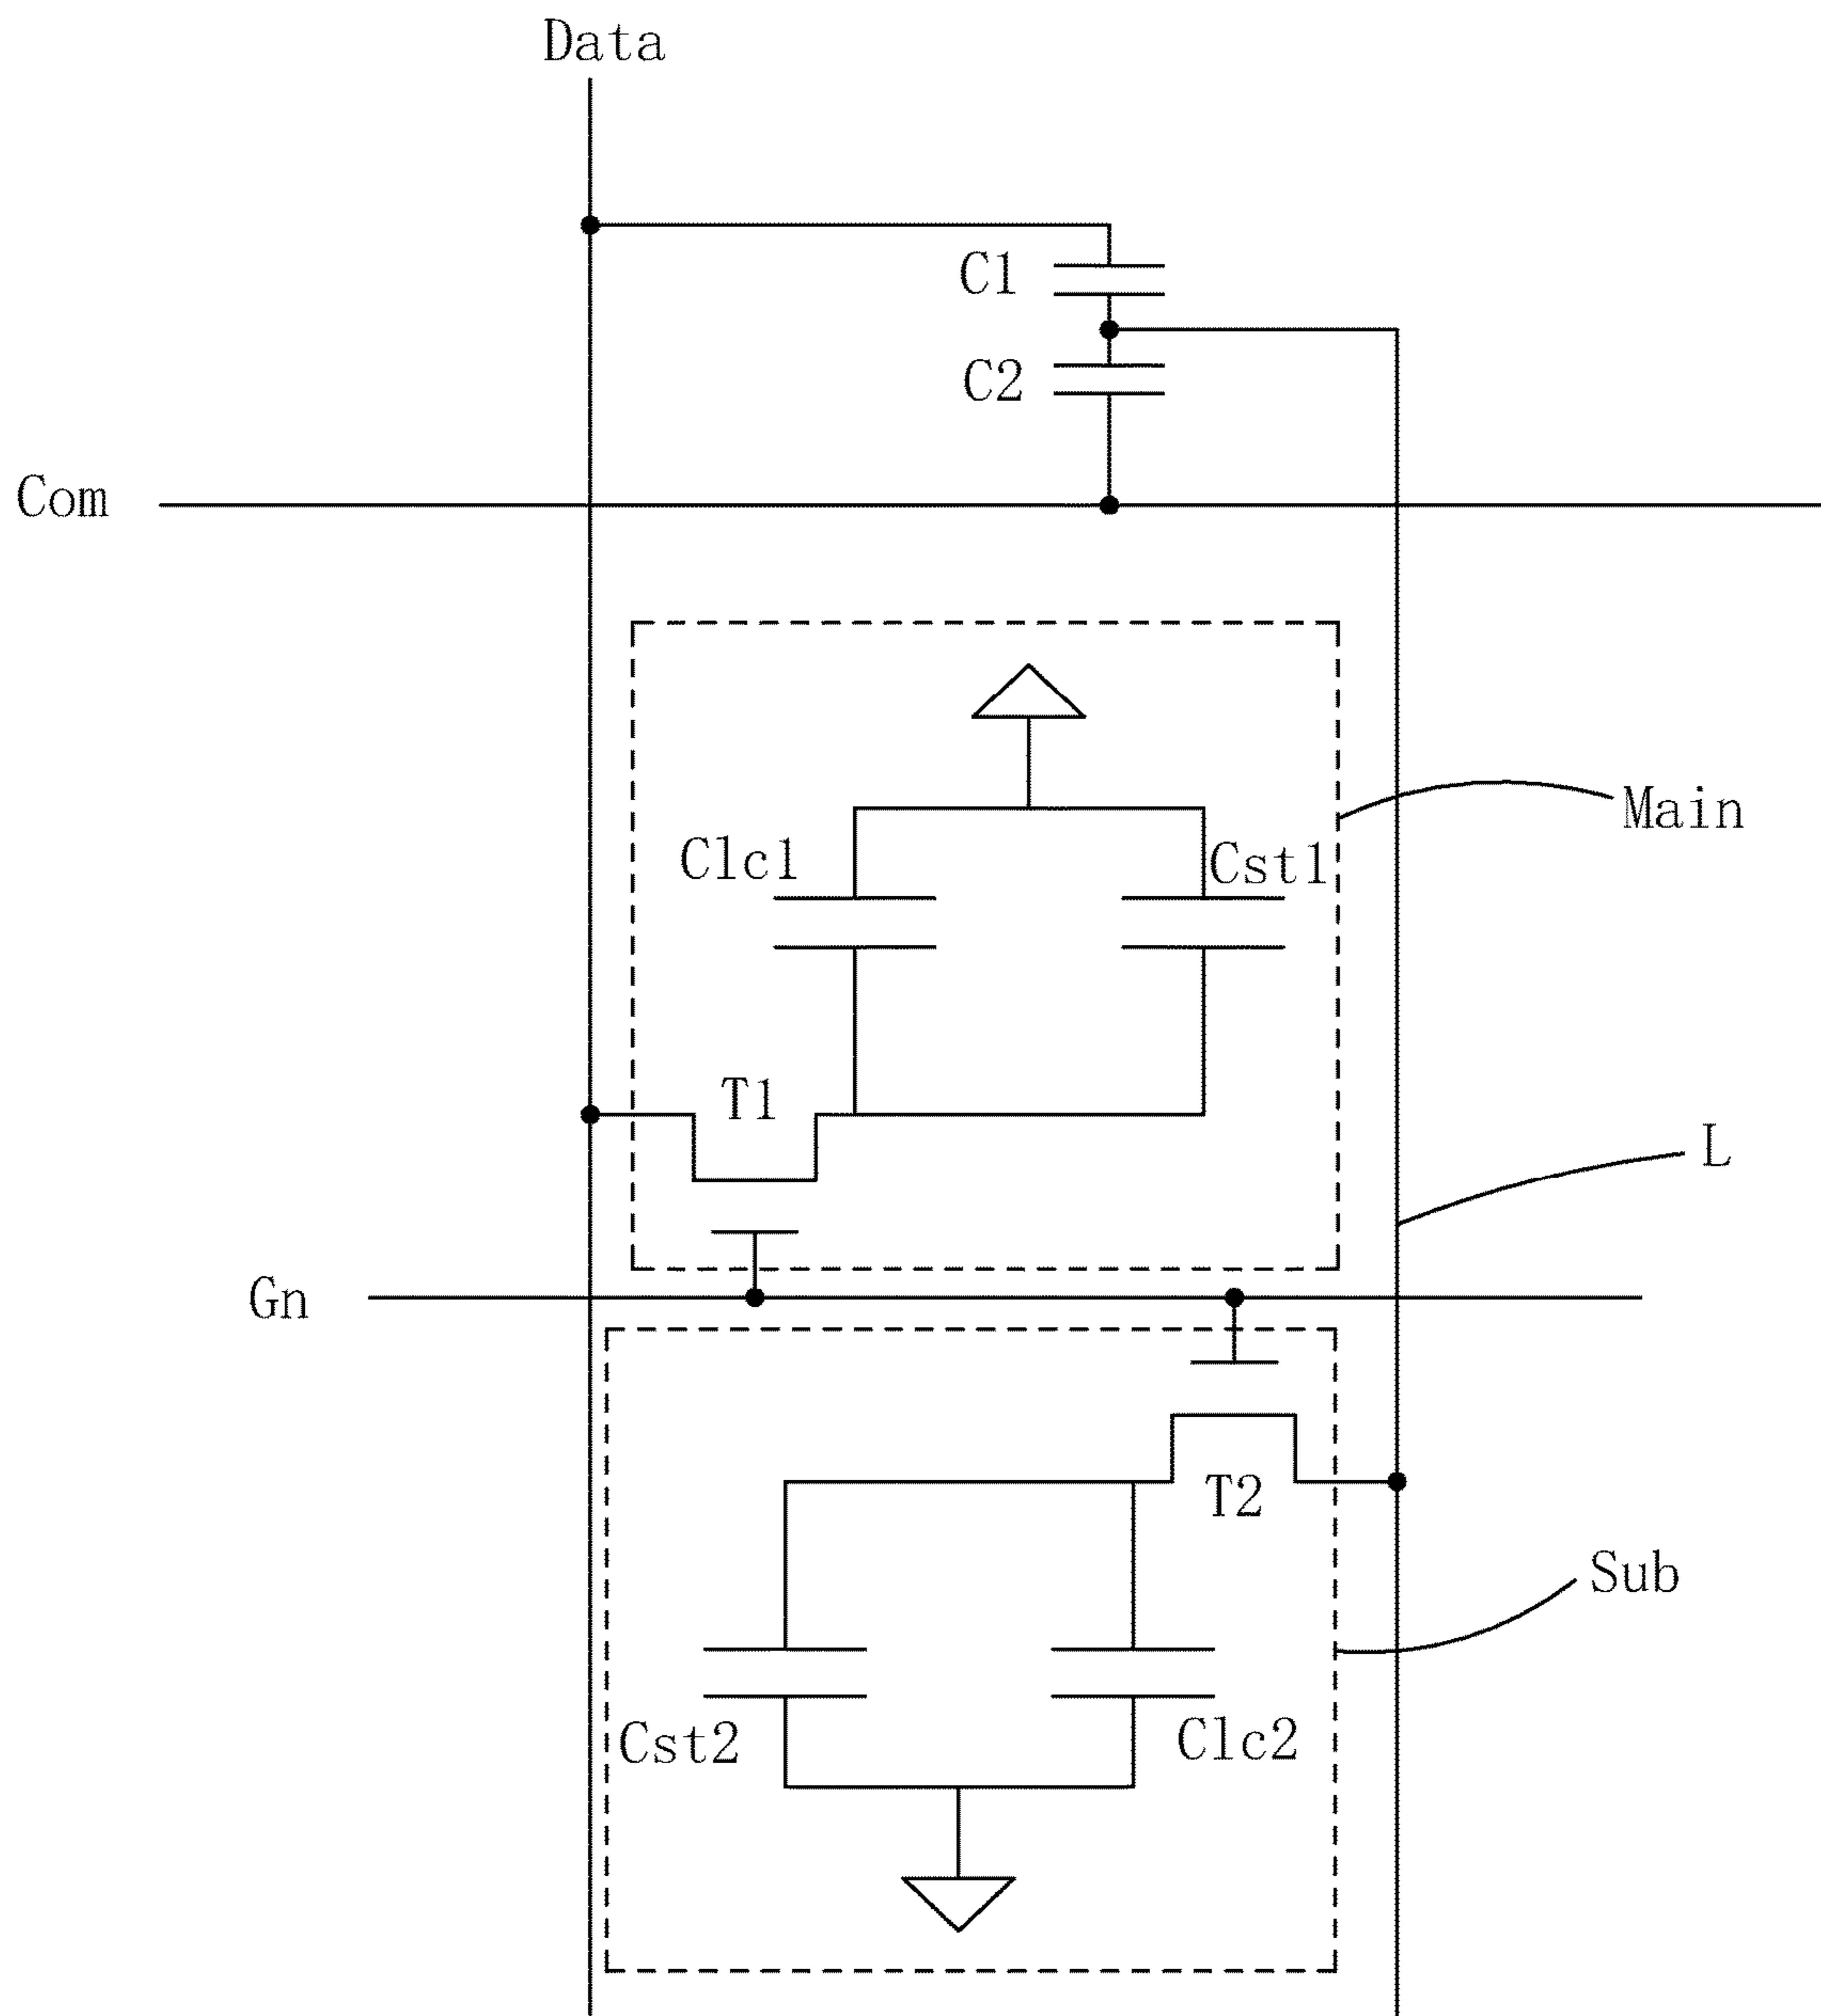 Data
C1
C2
Com
Main
Clc1
Cst1
T1
L
Gn
T2
Sub
Cst2
Clc2